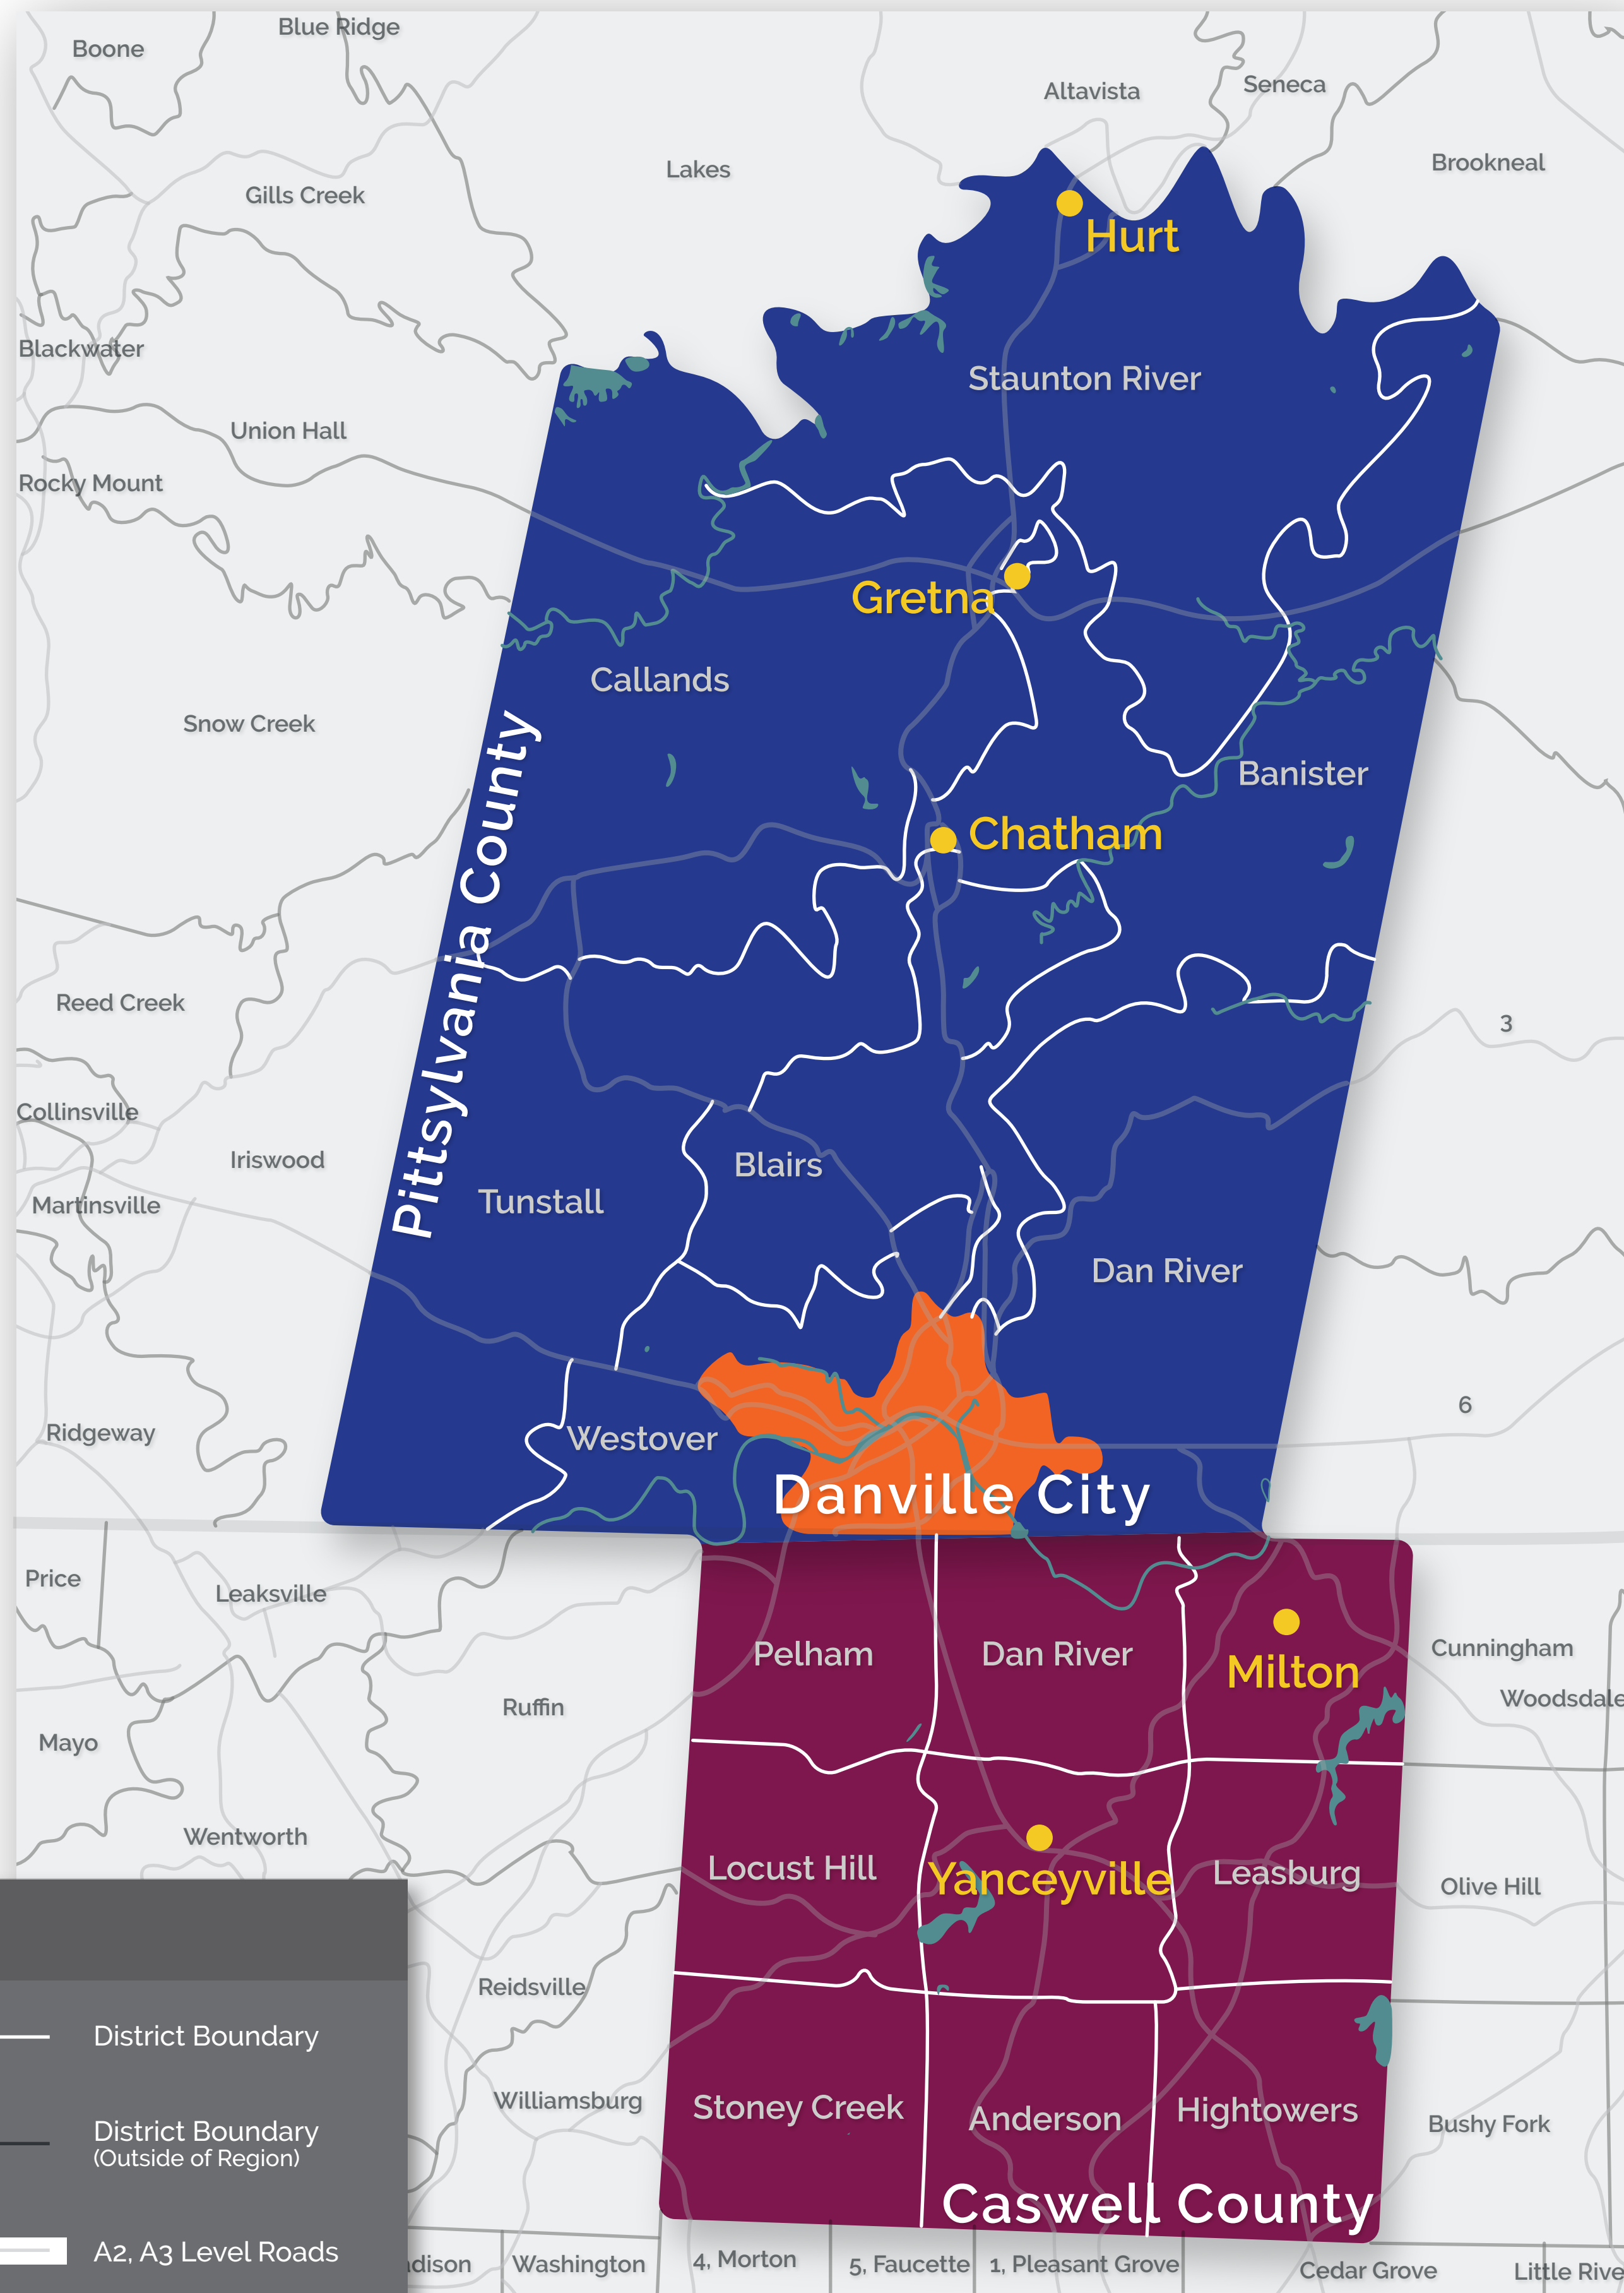 Blue Ridge
Boone
Altavista
Seneca
Brookneal
Lakes
Gills Creek
Hurt
Blackwater
Staunton River
Union Hall
Rocky Mount
Gretna
Callands
Snow Creek
Banister
Chatham
Pittsylvania County
Reed Creek
3
Collinsville
Iriswood
Blairs
Martinsville
Tunstall
Dan River
6
Ridgeway
Westover
Danville City
Price
Leaksville
Pelham
Dan River
Milton
Cunningham
Woodsdale
Ruffin
Mayo
Wentworth
Locust Hill
Yanceyville
Leasburg
Olive Hill
Reidsville
District Boundary
Williamsburg
Stoney Creek
Anderson
Hightowers
Bushy Fork
District Boundary
(Outside of Region)
Caswell County
A2, A3 Level Roads
dison
Washington
4, Morton
5, Faucette
1, Pleasant Grove
Cedar Grove
Little Rive